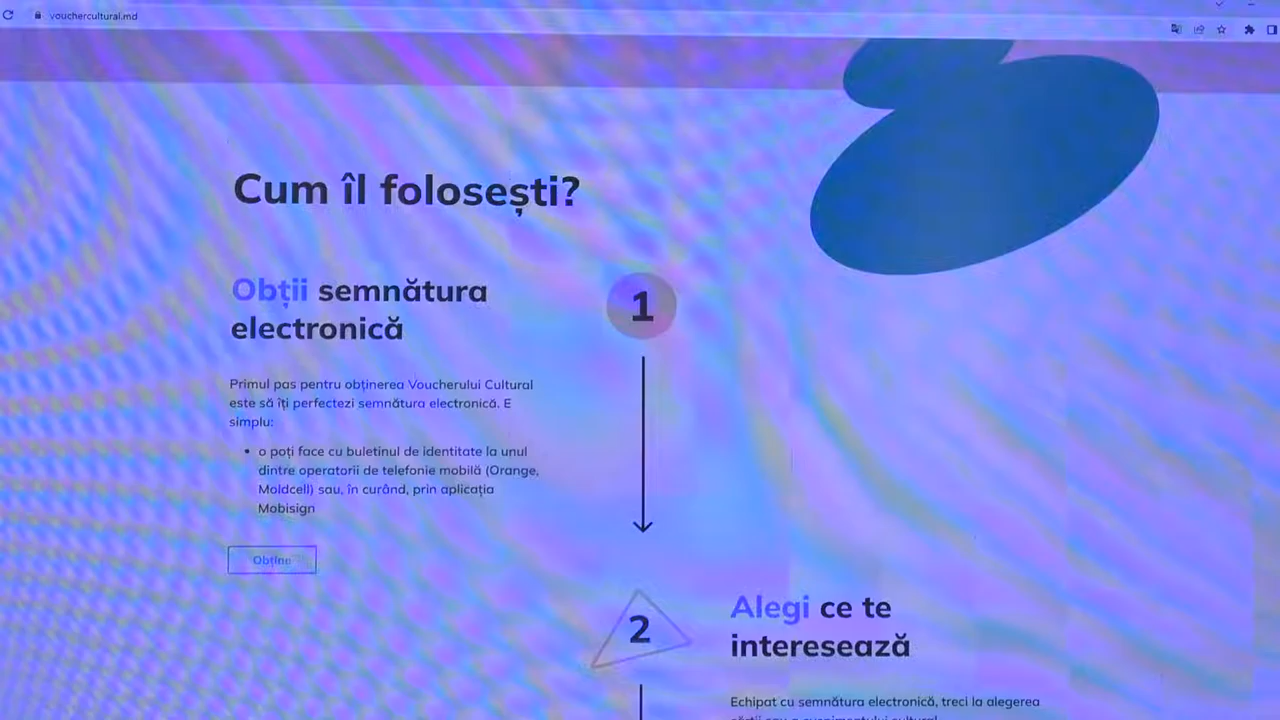 vouchercultural.md
Cum îl folosești?
Obții semnătura
electronică
1
Primul pas pentru obținerea Voucherului Cultural
este să îți perfectezi semnătura electronică. E
simplu:
• o poți face cu buletinul de identitate la unul
dintre operatorii de telefonie mobilă (Orange,
Moldcell) sau, în curând, prin aplicația
Mobisign
Obține
2
Alegi ce te
interesează
Echipat cu semnătura electronică, treci la alegerea